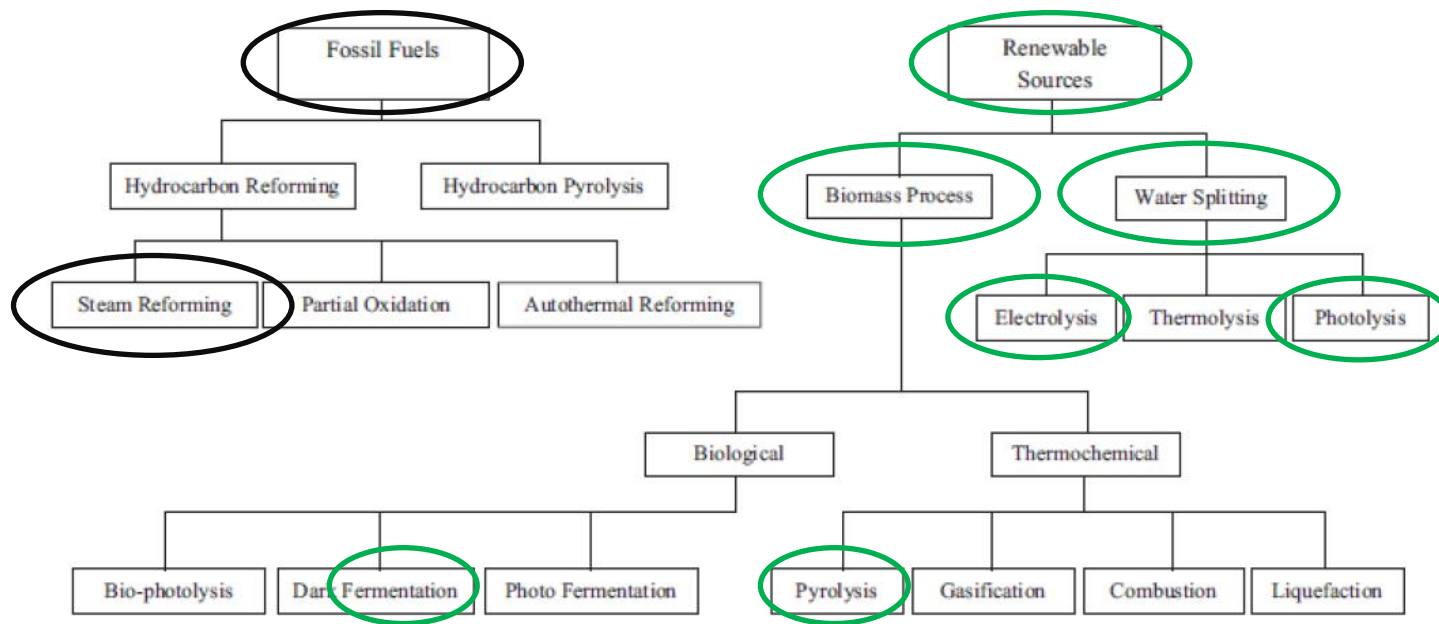 Fossil Fuels
Renewable
Sources
Hydrocarbon Reforming
Hydrocarbon Pyrolysis
Biomass Process
Water Splitting
Steam Reforming
Partial Oxidation
Autothermal Reforming
Electrolysis
Thermolysis
Photolysis
Biological
Thermochemical
Bio-photolysis
Dark Fermentation
Photo Fermentation
Pyrolysis
Gasification
Combustion
Liquefaction